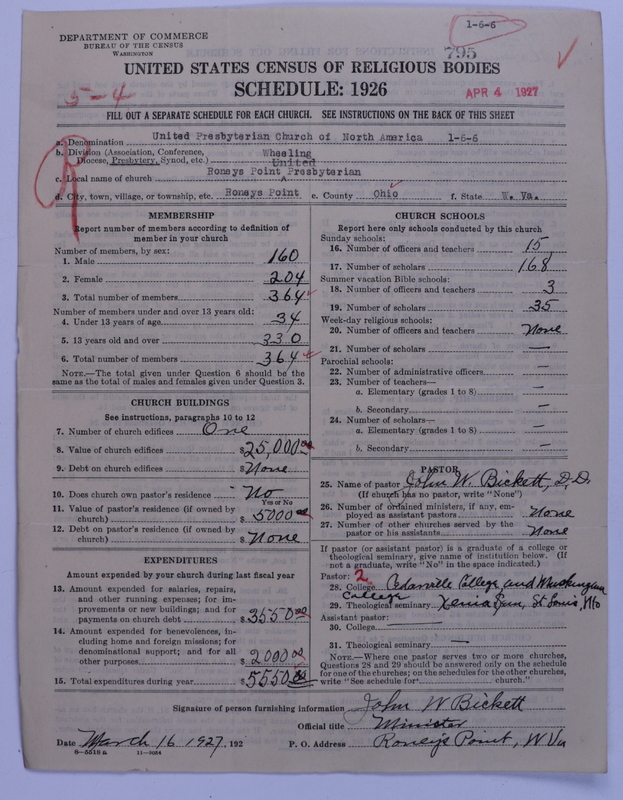 1-6-6
DEPARTMENT OF COMMERCE
BUREAU OF THE CENSUS
WASHINGTON
795
UNITED STATES CENSUS OF RELIGIOUS BODIES
5-4
SCHEDULE: 1926
APR 4 1927
FILL OUT A SEPARATE SCHEDULE FOR EACH CHURCH. SEE INSTRUCTIONS ON THE BACK OF THIS SHEET
a. Denomination United Presbyterian Church of North America 1-6-6
b. Division (Association, Conference, Diocese, Presbytery, Synod, etc.) Wheeling
United
c. Local name of church Roneys Point ^ Presbyterian
d. City, town, village, or township, etc. Roneys Point e. County Ohio f. State W. Va.
MEMBERSHIP
Report number of members according to definition of
member in your church
Number of members, by sex:
1. Male 160
2. Female 204
3. Total number of members 364
Number of members under and over 13 years old:
4. Under 13 years of age 34
5. 13 years old and over 330
6. Total number of members 364
NOTE.—The total given under Question 6 should be the
same as the total of males and females given under Question 3.
CHURCH BUILDINGS
See instructions, paragraphs 10 to 12
7. Number of church edifices One
8. Value of church edifices $25,000.00
9. Debt on church edifices $ None
10. Does church own pastor's residence No
Yes or No
11. Value of pastor's residence (if owned by
church) $ 5000
12. Debt on pastor's residence (if owned by
church) $ None
EXPENDITURES
Amount expended by your church during last fiscal year
13. Amount expended for salaries, repairs,
and other running expenses; for im-
provements or new buildings; and for
payments on church debt $3550.00
14. Amount expended for benevolences, in-
cluding home and foreign missions; for
denominational support; and for all
other purposes $2000.00
15. Total expenditures during year $5550.00
CHURCH SCHOOLS
Report here only schools conducted by this church
Sunday schools:
16. Number of officers and teachers 15
17. Number of scholars 168
Summer vacation Bible schools:
18. Number of officers and teachers 3
19. Number of scholars 35
Week-day religious schools:
20. Number of officers and teachers None
21. Number of scholars —
Parochial schools:
22. Number of administrative officers —
23. Number of teachers—
a. Elementary (grades 1 to 8) —
b. Secondary —
24. Number of scholars—
a. Elementary (grades 1 to 8) —
b. Secondary —
PASTOR
25. Name of pastor John W. Bickett, D.D.
(If church has no pastor, write "None")
26. Number of ordained ministers, if any, em-
ployed as assistant pastors None
27. Number of other churches served by the
pastor or his assistants None
If pastor (or assistant pastor) is a graduate of a college or
theological seminary, give name of institution below. (If
not a graduate, write "No" in the space indicated.)
Pastor: 2
28. College Cedarville College and Muskingum
College
29. Theological seminary Xenia Sem, St Louis, Mo
Assistant pastor:
30. College
31. Theological seminary —
NOTE.—Where one pastor serves two or more churches,
Questions 28 and 29 should be answered only on the schedule
for one of the churches; on the schedules for the other churches,
write "See schedule for church."
Signature of person furnishing information John W Bickett
Official title Minister
Date March 16 1927, 192 P. O. Address Roneys Point, W Va
8-5518 a 11-9034